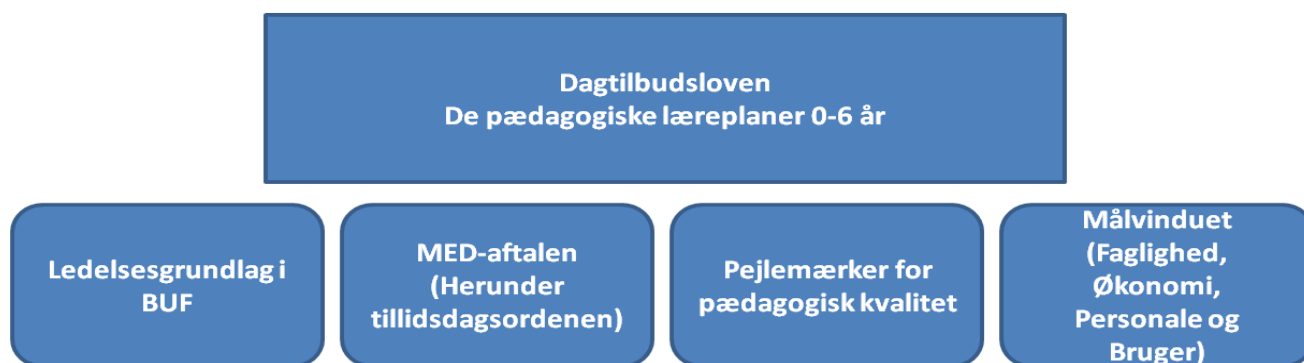 Dagtilbudsloven
De pædagogiske læreplaner 0-6 år
Ledelsesgrundlag i
BUF
MED-aftalen
(Herunder
tillidsdagsordenen)
Pejlemærker for
pædagogisk kvalitet
Målvinduet
(Faglighed,
Økonomi,
Personale og
Bruger)